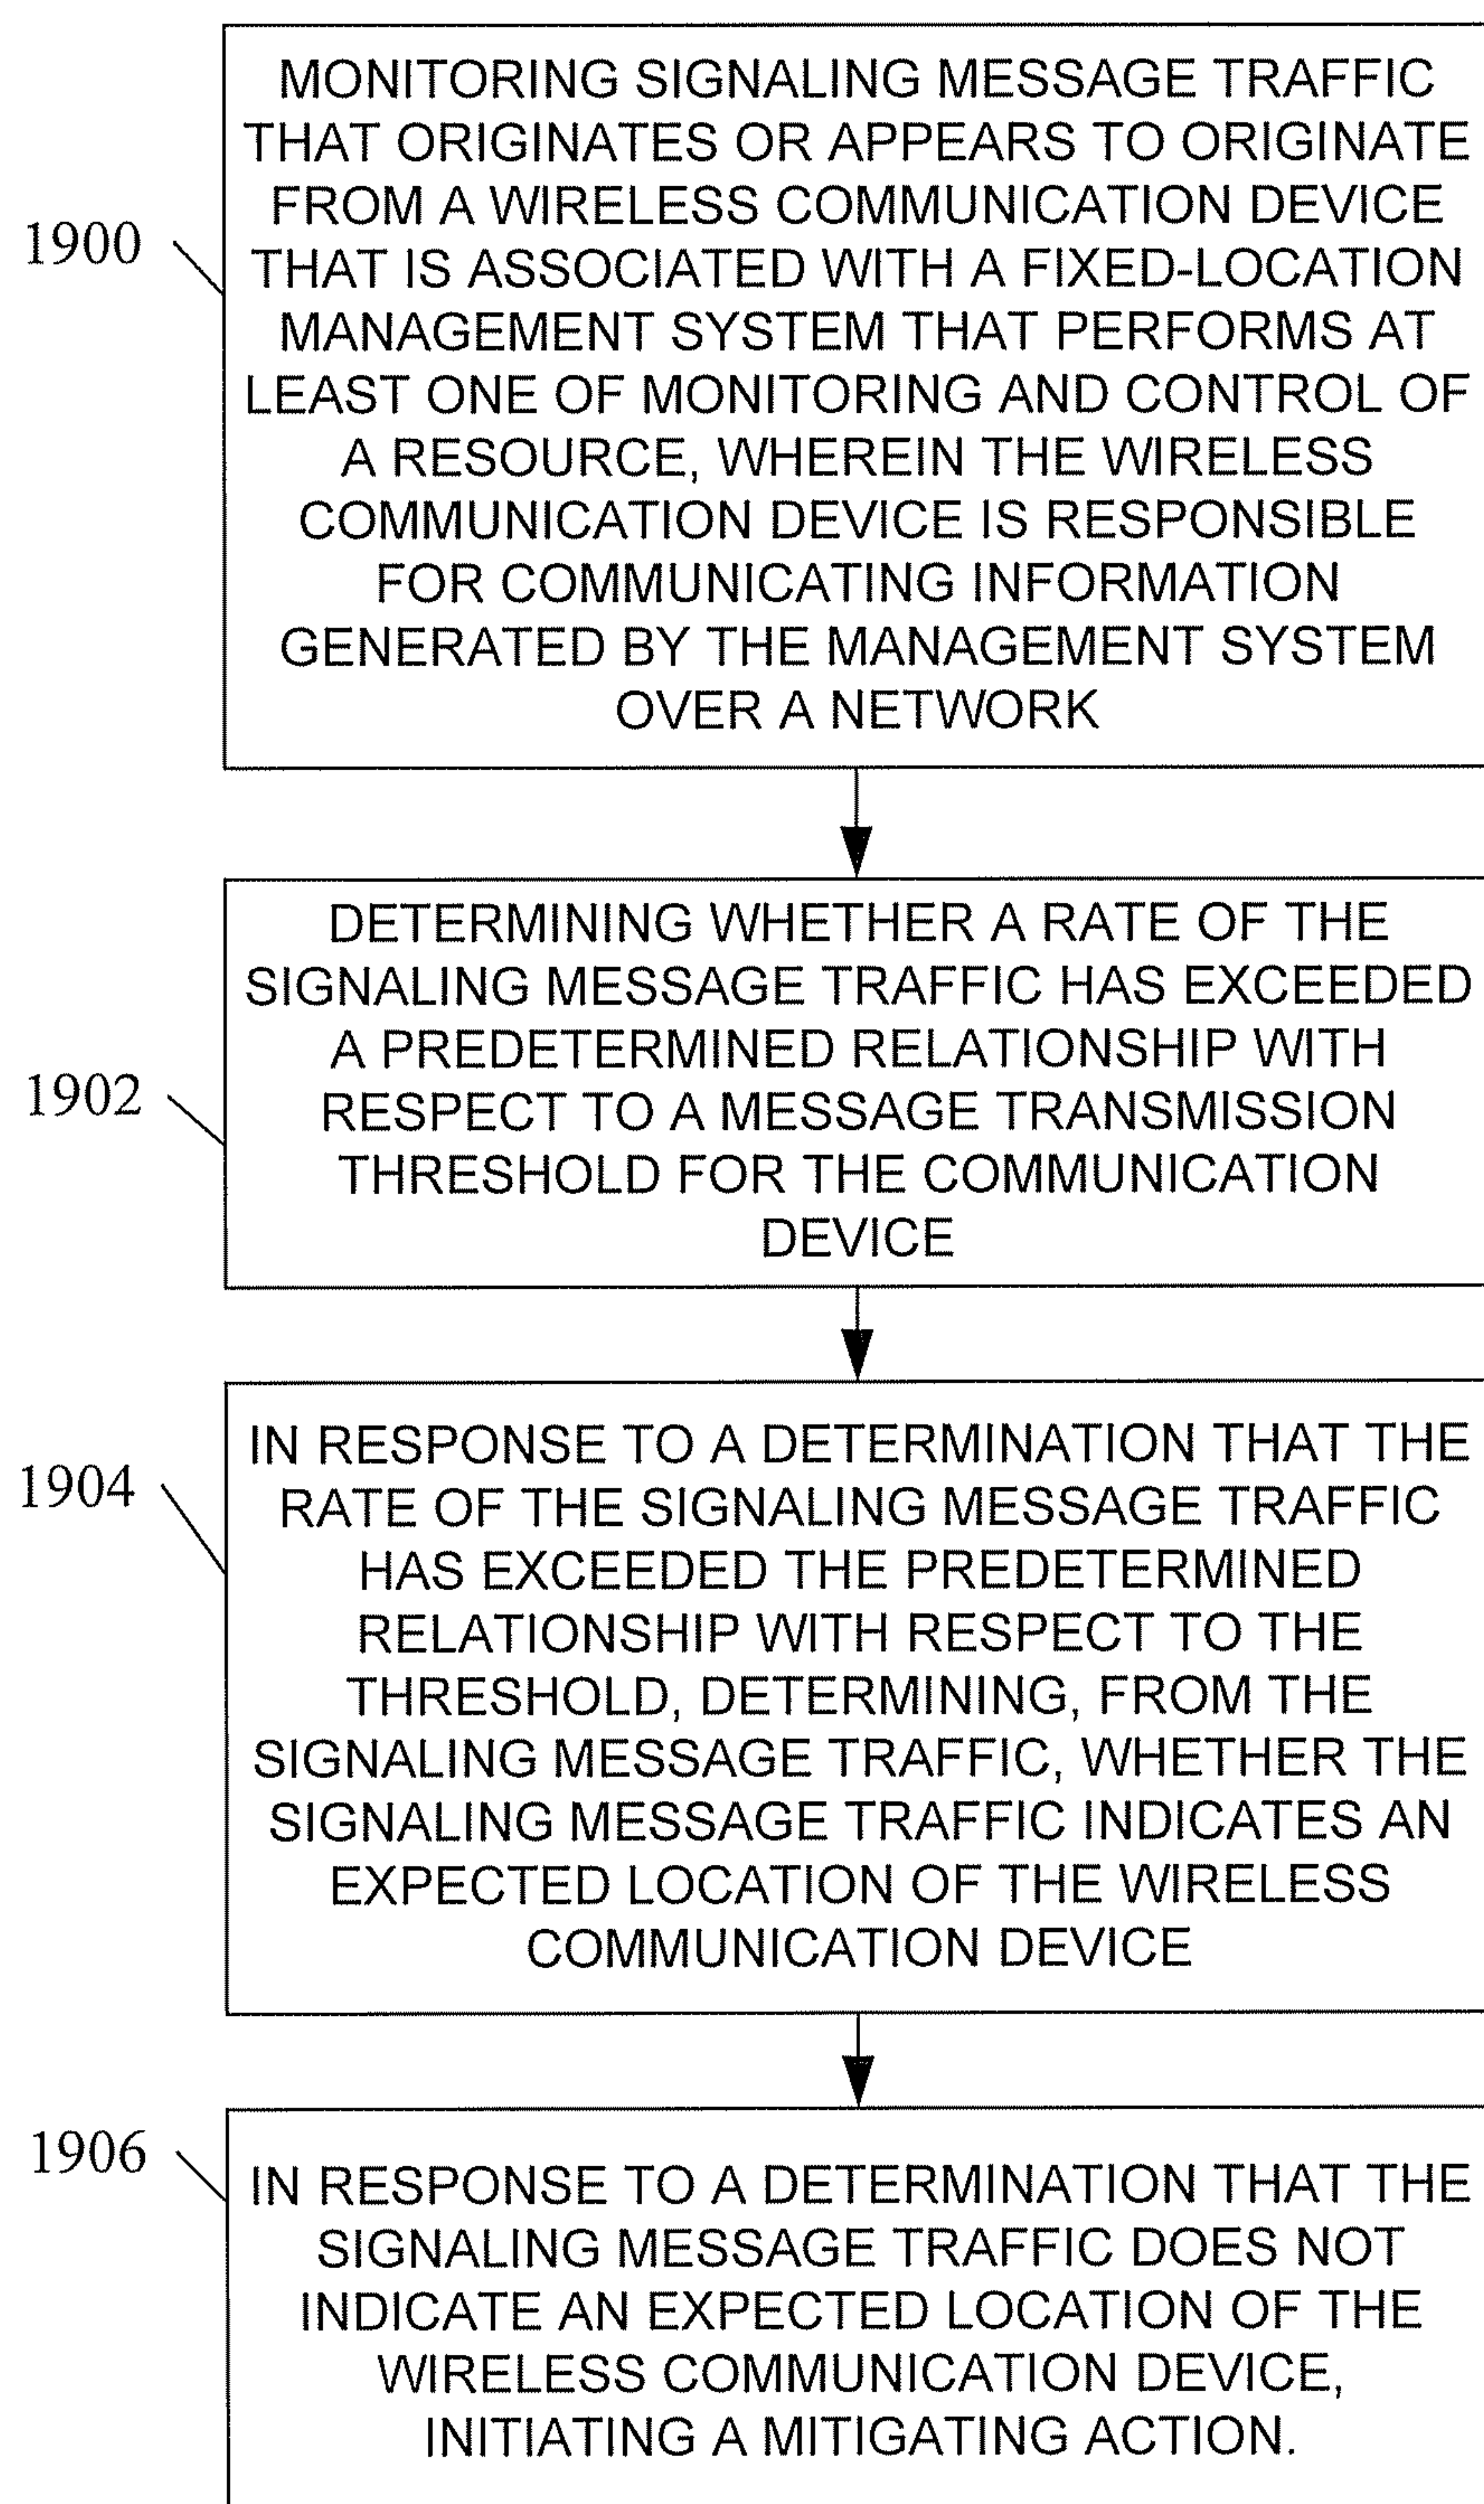 MONITORING SIGNALING MESSAGE TRAFFIC
THAT ORIGINATES OR APPEARS TO ORIGINATE
FROM A WIRELESS COMMUNICATION DEVICE
1900
THAT IS ASSOCIATED WITH A FIXED-LOCATION
MANAGEMENT SYSTEM THAT PERFORMS AT
LEAST ONE OF MONITORING AND CONTROL OF
A RESOURCE, WHEREIN THE WIRELESS
COMMUNICATION DEVICE IS RESPONSIBLE
FOR COMMUNICATING INFORMATION
GENERATED BY THE MANAGEMENT SYSTEM
OVER A NETWORK
DETERMINING WHETHER A RATE OF THE
SIGNALING MESSAGE TRAFFIC HAS EXCEEDED
A PREDETERMINED RELATIONSHIP WITH
1902
RESPECT TO A MESSAGE TRANSMISSION
THRESHOLD FOR THE COMMUNICATION
DEVICE
IN RESPONSE TO A DETERMINATION THAT THE
1904
RATE OF THE SIGNALING MESSAGE TRAFFIC
HAS EXCEEDED THE PREDETERMINED
RELATIONSHIP WITH RESPECT TO THE
THRESHOLD, DETERMINING, FROM THE
SIGNALING MESSAGE TRAFFIC, WHETHER THE
SIGNALING MESSAGE TRAFFIC INDICATES AN
EXPECTED LOCATION OF THE WIRELESS
COMMUNICATION DEVICE
1906
IN RESPONSE TO A DETERMINATION THAT THE
SIGNALING MESSAGE TRAFFIC DOES NOT
INDICATE AN EXPECTED LOCATION OF THE
WIRELESS COMMUNICATION DEVICE,
INITIATING A MITIGATING ACTION.